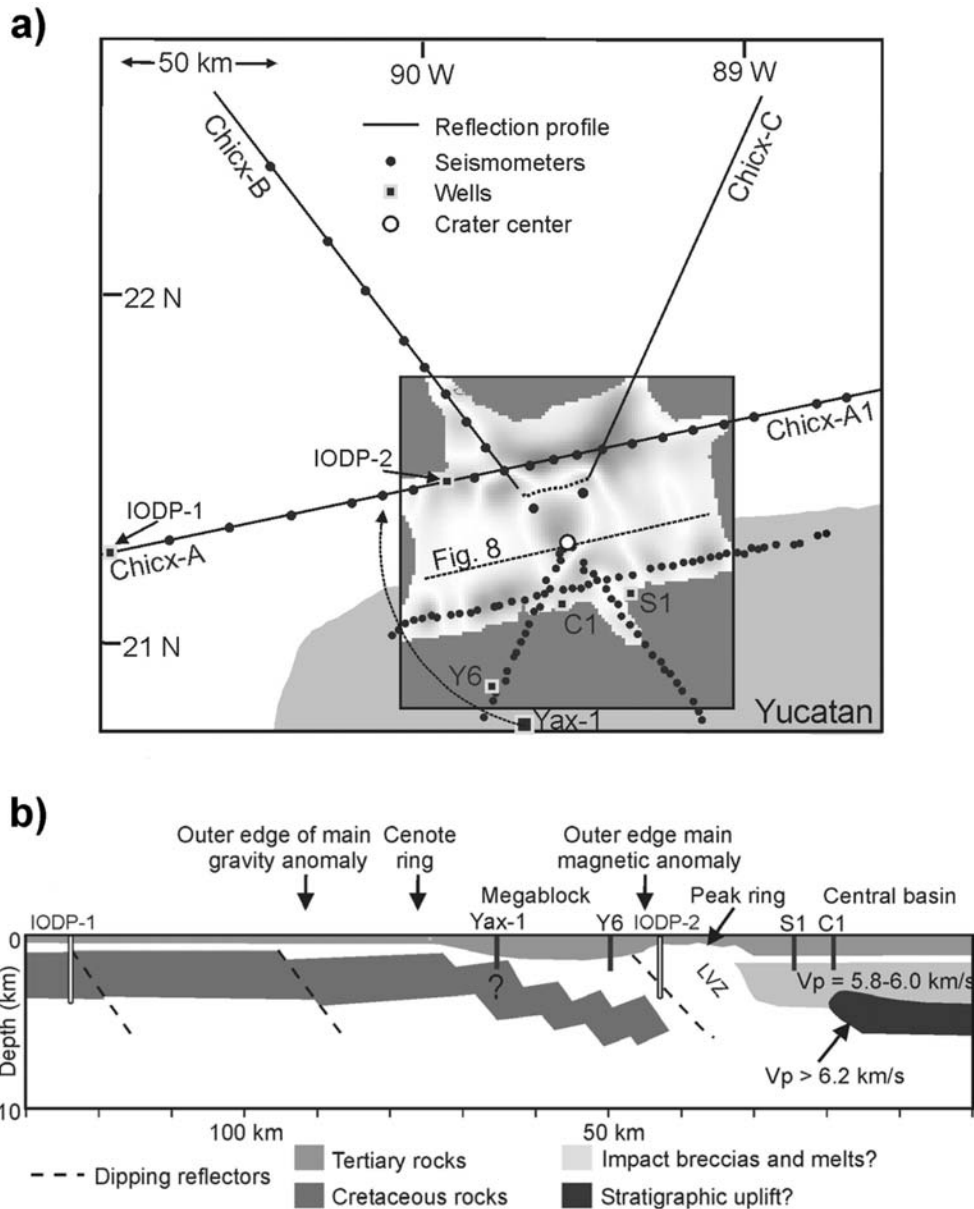 a)
50 km
90 W
89 W
Reflection profile
Seismometers
Wells
Crater center
Chicx-B
Chicx-C
22 N
IODP-2
Chicx-A1
IODP-1
Chicx-A
Fig. 8
S1
C1
21 N
Y6
Yax-1
Yucatan
b)
Outer edge of main
gravity anomaly
Cenote
ring
Outer edge main
magnetic anomaly
Megablock
Peak ring
Central basin
IODP-1
Yax-1
Y6
IODP-2
S1
C1
0
?
LVZ
Vp = 5.8-6.0 km/s
Depth (km)
Vp > 6.2 km/s
10
100 km
50 km
Dipping reflectors
Tertiary rocks
Cretaceous rocks
Impact breccias and melts?
Stratigraphic uplift?